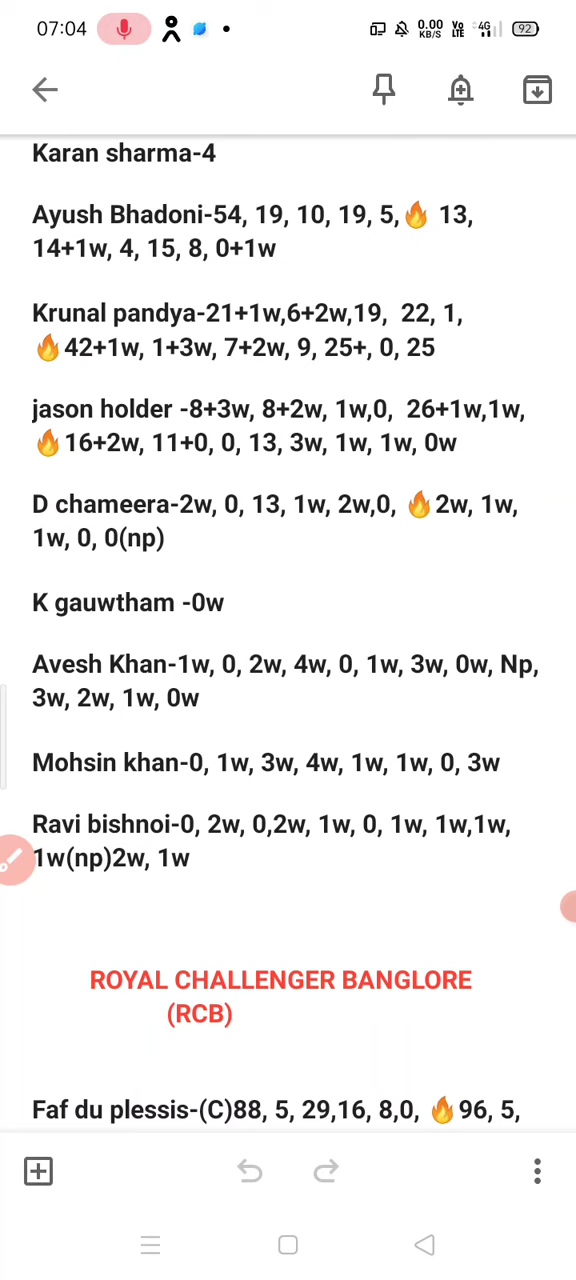 07:04
0.00
KB/S
Vo
LTE
4G
92
Karan sharma-4
Ayush Bhadoni-54, 19, 10, 19, 5,🔥 13,
14+1w, 4, 15, 8, 0+1w
Krunal pandya-21+1w,6+2w,19,  22, 1,
🔥42+1w, 1+3w, 7+2w, 9, 25+, 0, 25
jason holder -8+3w, 8+2w, 1w,0,  26+1w,1w,
🔥16+2w, 11+0, 0, 13, 3w, 1w, 1w, 0w
D chameera-2w, 0, 13, 1w, 2w,0, 🔥2w, 1w,
1w, 0, 0(np)
K gauwtham -0w
Avesh Khan-1w, 0, 2w, 4w, 0, 1w, 3w, 0w, Np,
3w, 2w, 1w, 0w
Mohsin khan-0, 1w, 3w, 4w, 1w, 1w, 0, 3w
Ravi bishnoi-0, 2w, 0,2w, 1w, 0, 1w, 1w,1w,
1w(np)2w, 1w
ROYAL CHALLENGER BANGLORE
(RCB)
Faf du plessis-(C)88, 5, 29,16, 8,0, 🔥96, 5,